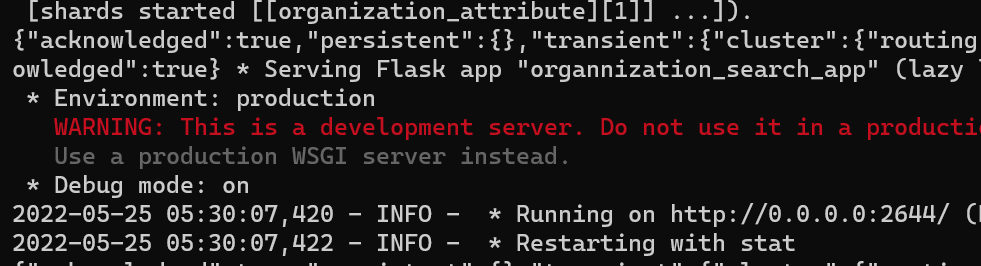 [shards started [[organization_attribute][1]] ...]).
{"acknowledged":true,"persistent":{},"transient":{"cluster":{"routing
owledged":true} * Serving Flask app "organnization_search_app" (lazy
* Environment: production
WARNING: This is a development server. Do not use it in a producti
Use a production WSGI server instead.
* Debug mode: on
2022-05-25 05:30:07,420 - INFO -  * Running on http://0.0.0.0:2644/ (
2022-05-25 05:30:07,422 - INFO -  * Restarting with stat